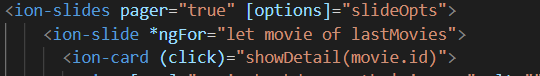 <ion-slides pager="true" [options]="slideOpts">
<ion-slide *ngFor="let movie of lastMovies">
<ion-card (click)="showDetail(movie.id)">